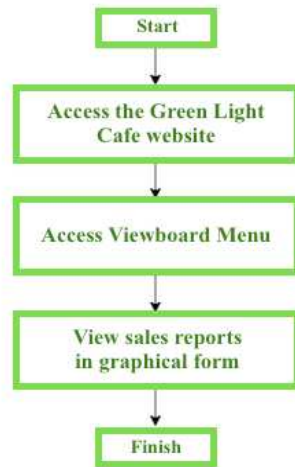 Start
Access the Green Light
Cafe website
Access Viewboard Menu
View sales reports
in graphical form
Finish